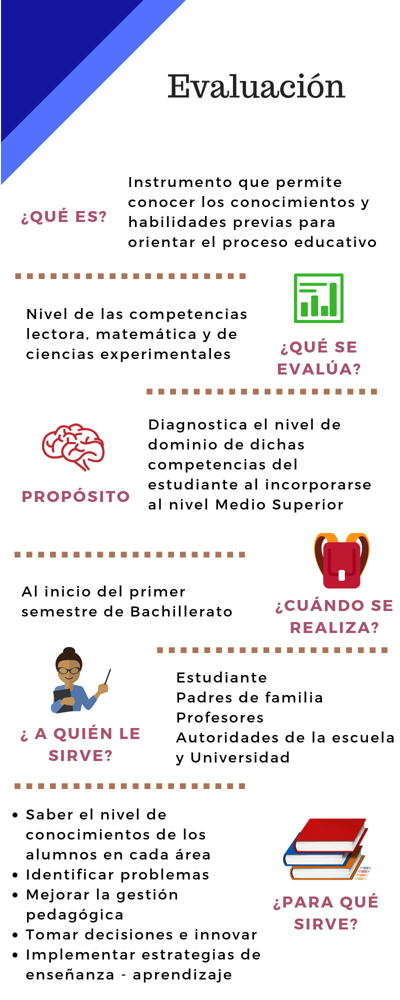 Evaluación
¿QUÉ ES?
Instrumento que permite
conocer los conocimientos y
habilidades previas para
orientar el proceso educativo
¿QUÉ SE
EVALÚA?
Nivel de las competencias
lectora, matemática y de
ciencias experimentales
PROPÓSITO
Diagnostica el nivel de
dominio de dichas
competencias del
estudiante al incorporarse
al nivel Medio Superior
¿CUÁNDO SE
REALIZA?
Al inicio del primer
semestre de Bachillerato
¿ A QUIÉN LE
SIRVE?
Estudiante
Padres de familia
Profesores
Autoridades de la escuela
y Universidad
¿PARA QUÉ
SIRVE?
• Saber el nivel de
conocimientos de los
alumnos en cada área
• Identificar problemas
• Mejorar la gestión
pedagógica
• Tomar decisiones e innovar
• Implementar estrategias de
enseñanza - aprendizaje